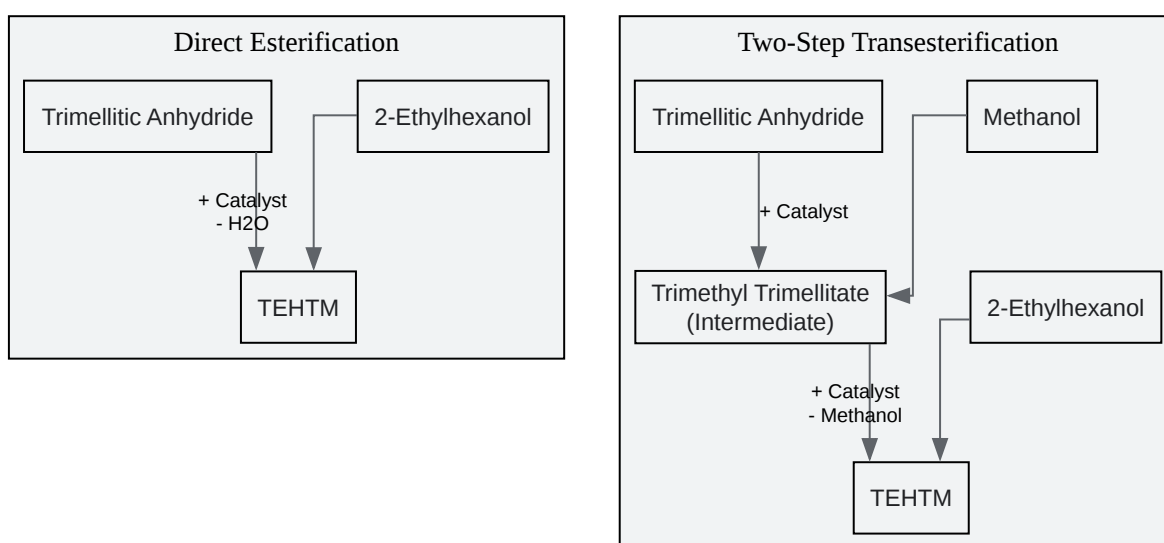 Direct Esterification
Trimellitic Anhydride
2-Ethylhexanol
+ Catalyst
- H2O
TEHTM
Two-Step Transesterification
Trimellitic Anhydride
Methanol
+ Catalyst
Trimethyl Trimellitate
(Intermediate)
2-Ethylhexanol
+ Catalyst
- Methanol
TEHTM